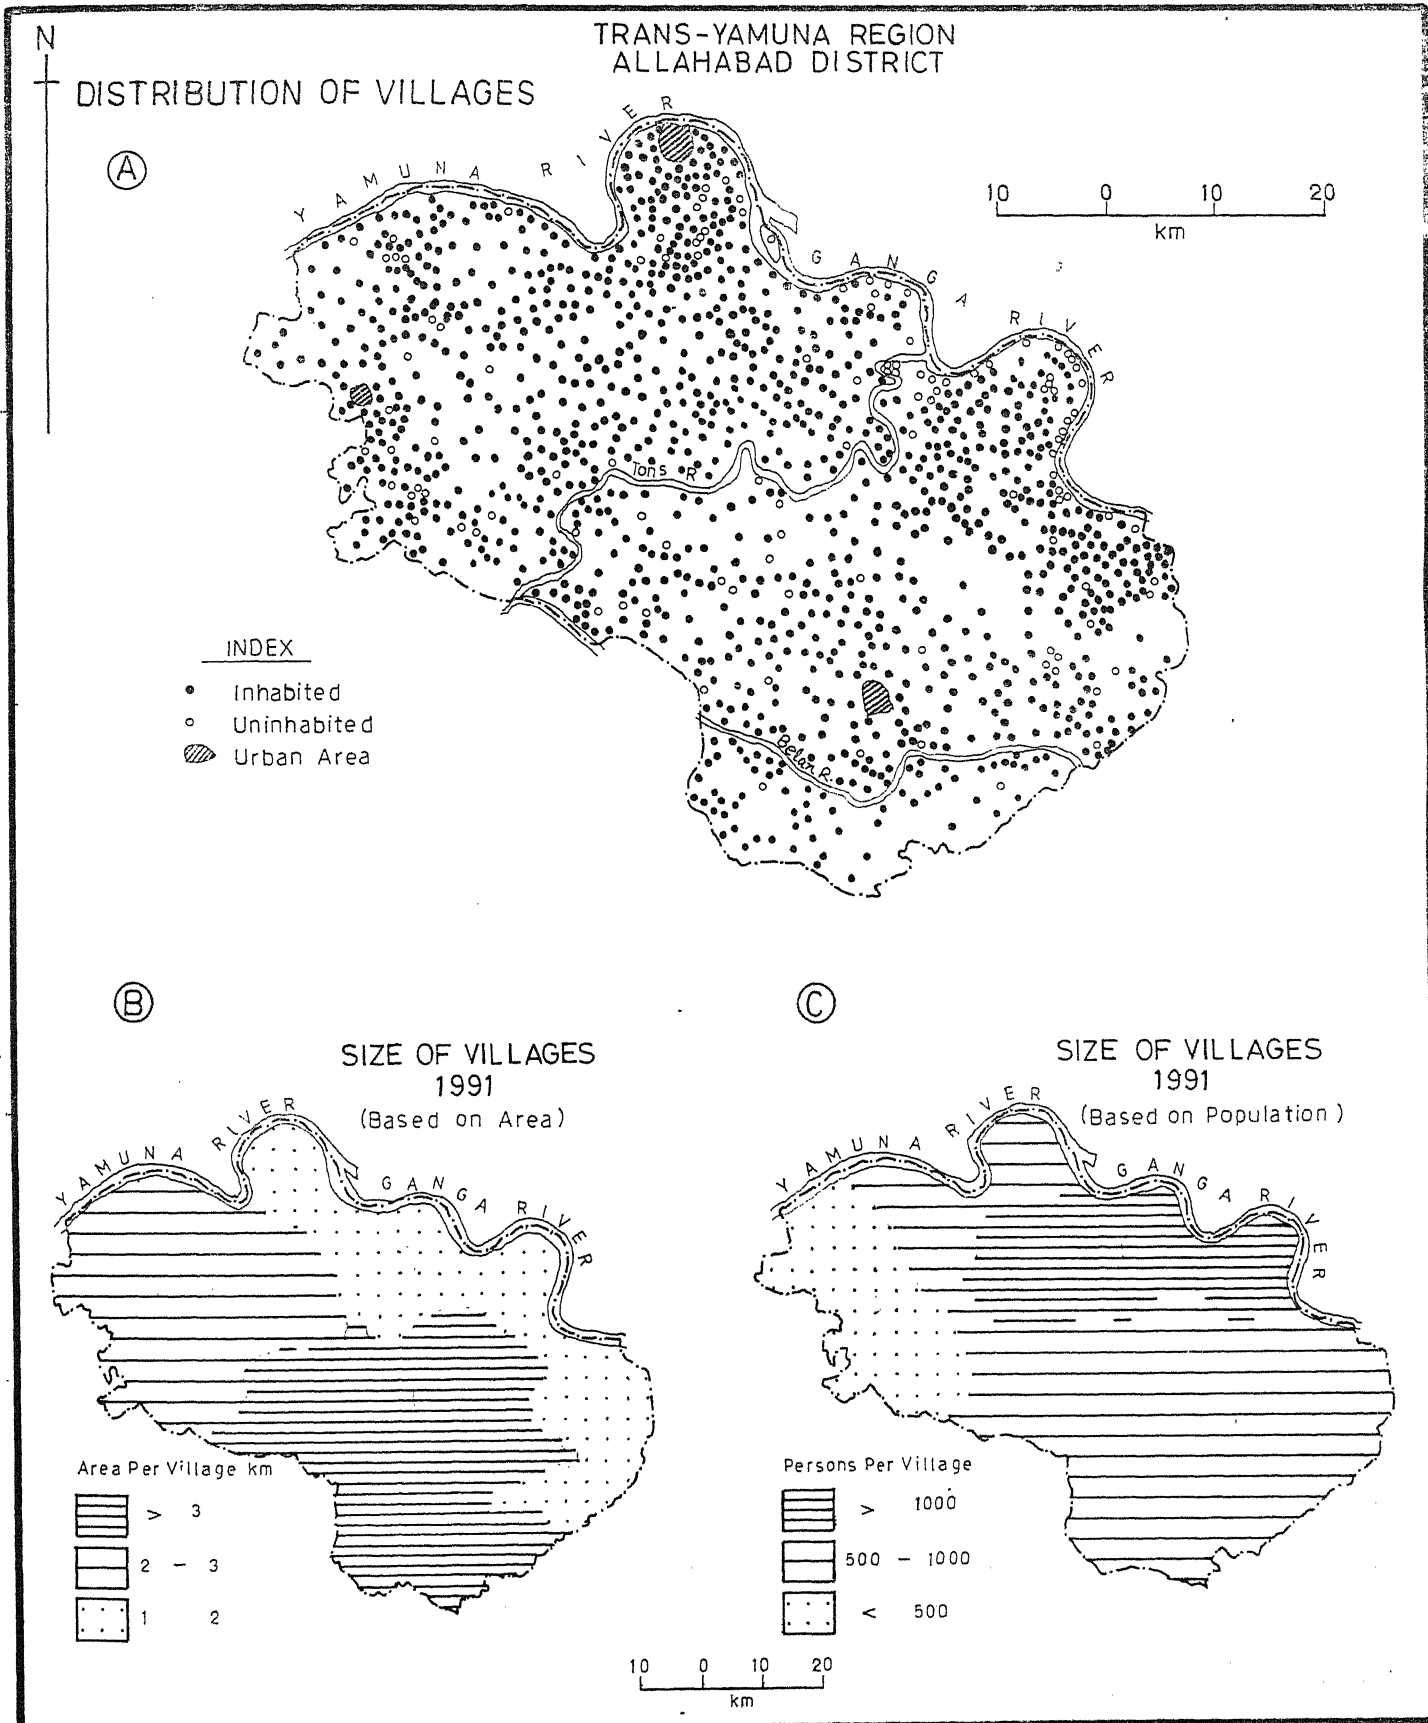 N
TRANS-YAMUNA REGION
ALLAHABAD DISTRICT
DISTRIBUTION OF VILLAGES
A
YAMUNA RIVER
10 0 10 20
km
GANGA RIVER
Tons R
INDEX
Inhabited
Uninhabited
Urban Area
Belan R.
B
SIZE OF VILLAGES
1991
(Based on Area)
YAMUNA RIVER
GANGA RIVER
Area Per Village km
> 3
2 - 3
1 2
C
SIZE OF VILLAGES
1991
(Based on Population)
YAMUNA RIVER
GANGA RIVER
Persons Per Village
> 1000
500 - 1000
< 500
10 0 10 20
km